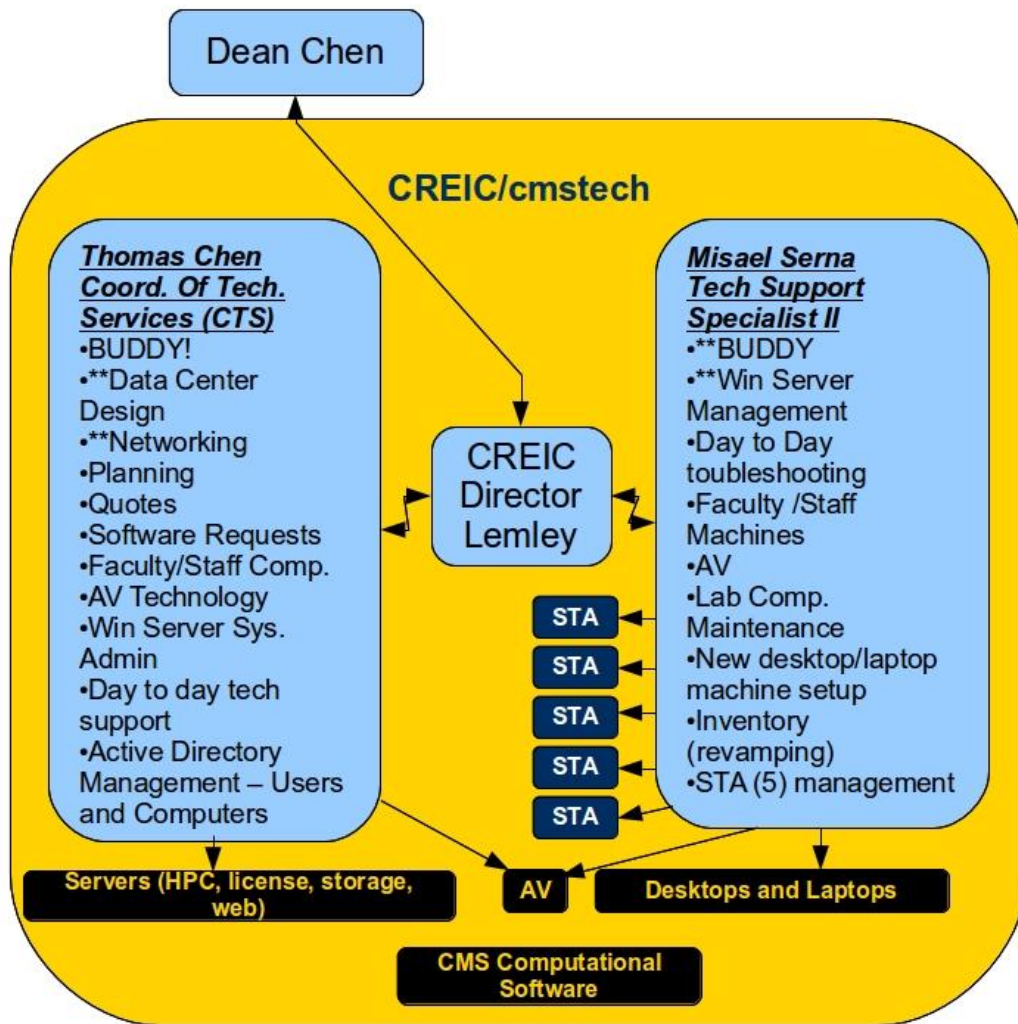 Dean Chen
CREIC/cmstech
Thomas Chen
Coord. Of Tech.
Services (CTS)
•BUDDY!
•**Data Center
Design
•**Networking
•Planning
•Quotes
•Software Requests
•Faculty/Staff Comp.
•AV Technology
•Win Server Sys.
Admin
•Day to day tech
support
•Active Directory
Management – Users
and Computers
CREIC
Director
Lemley
Misael Serna
Tech Support
Specialist II
•**BUDDY
•**Win Server
Management
•Day to Day
toubleshooting
•Faculty /Staff
Machines
•AV
•Lab Comp.
Maintenance
•New desktop/laptop
machine setup
•Inventory
(revamping)
•STA (5) management
STA
STA
STA
STA
STA
Servers (HPC, license, storage,
web)
AV
Desktops and Laptops
CMS Computational
Software